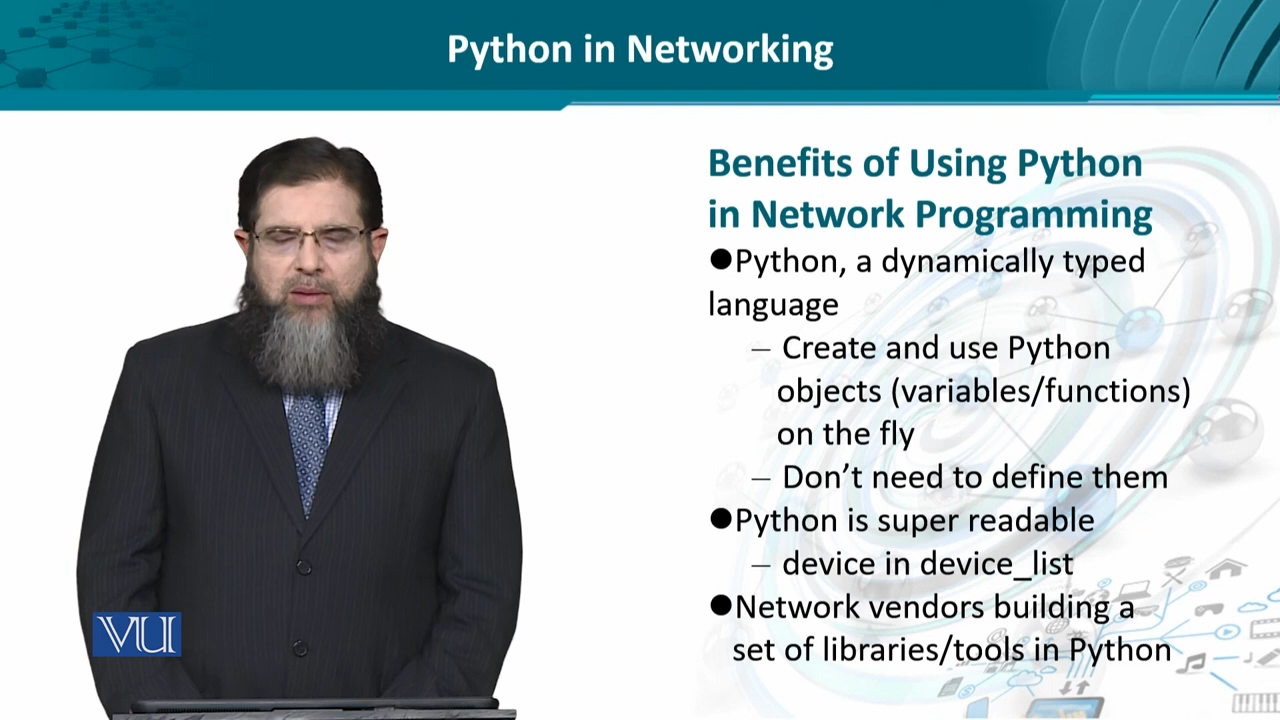 Python in Networking
Benefits of Using Python
in Network Programming
●Python, a dynamically typed
language
– Create and use Python
objects (variables/functions)
on the fly
– Don’t need to define them
●Python is super readable
– device in device_list
●Network vendors building a
set of libraries/tools in Python
VU